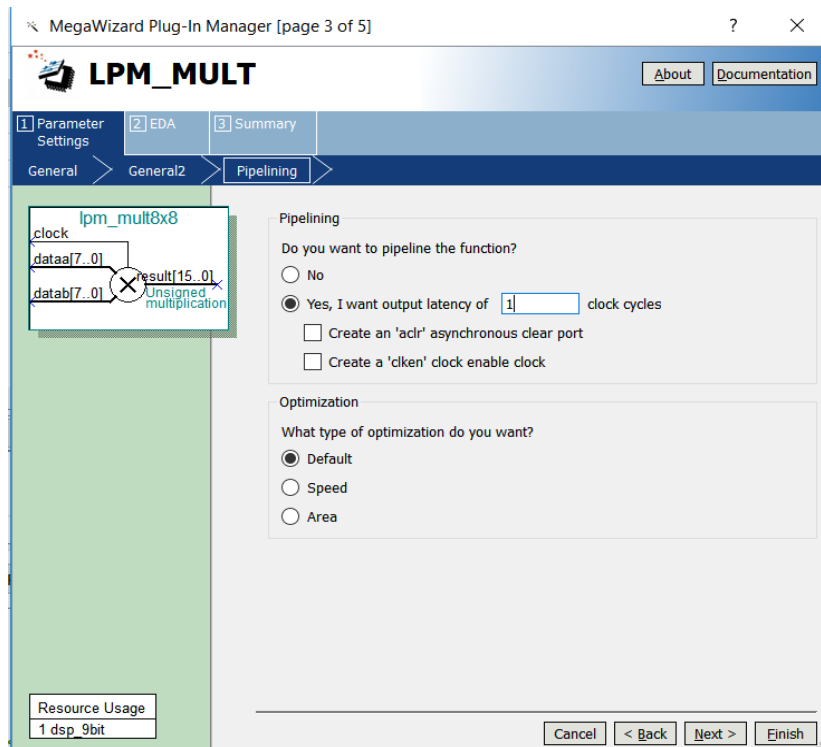 MegaWizard Plug-In Manager [page 3 of 5]
?
LPM_MULT
About
Documentation
1 Parameter Settings
2 EDA
3 Summary
General
General2
Pipelining
lpm_mult8x8
clock
dataa[7..0]
result[15..0]
datab[7..0]
Unsigned
multiplication
Pipelining
Do you want to pipeline the function?
No
Yes, I want output latency of 1 clock cycles
Create an 'aclr' asynchronous clear port
Create a 'clken' clock enable clock
Optimization
What type of optimization do you want?
Default
Speed
Area
Resource Usage
1 dsp_9bit
Cancel
< Back
Next >
Finish